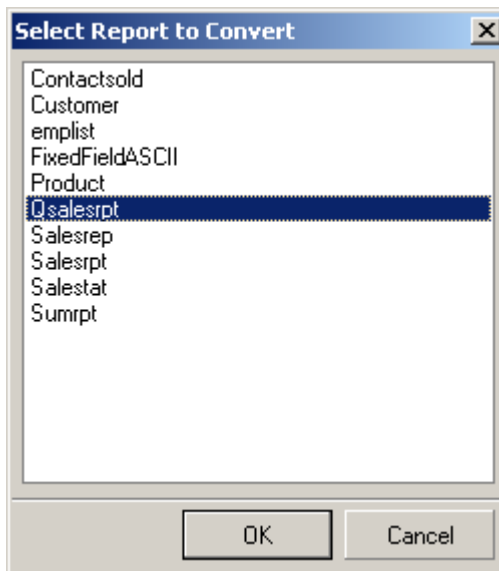 Select Report to Convert
Contactsold
Customer
emplist
FixedFieldASCII
Product
Qsalesrpt
Salesrep
Salesrpt
Salestat
Sumrpt
OK Cancel